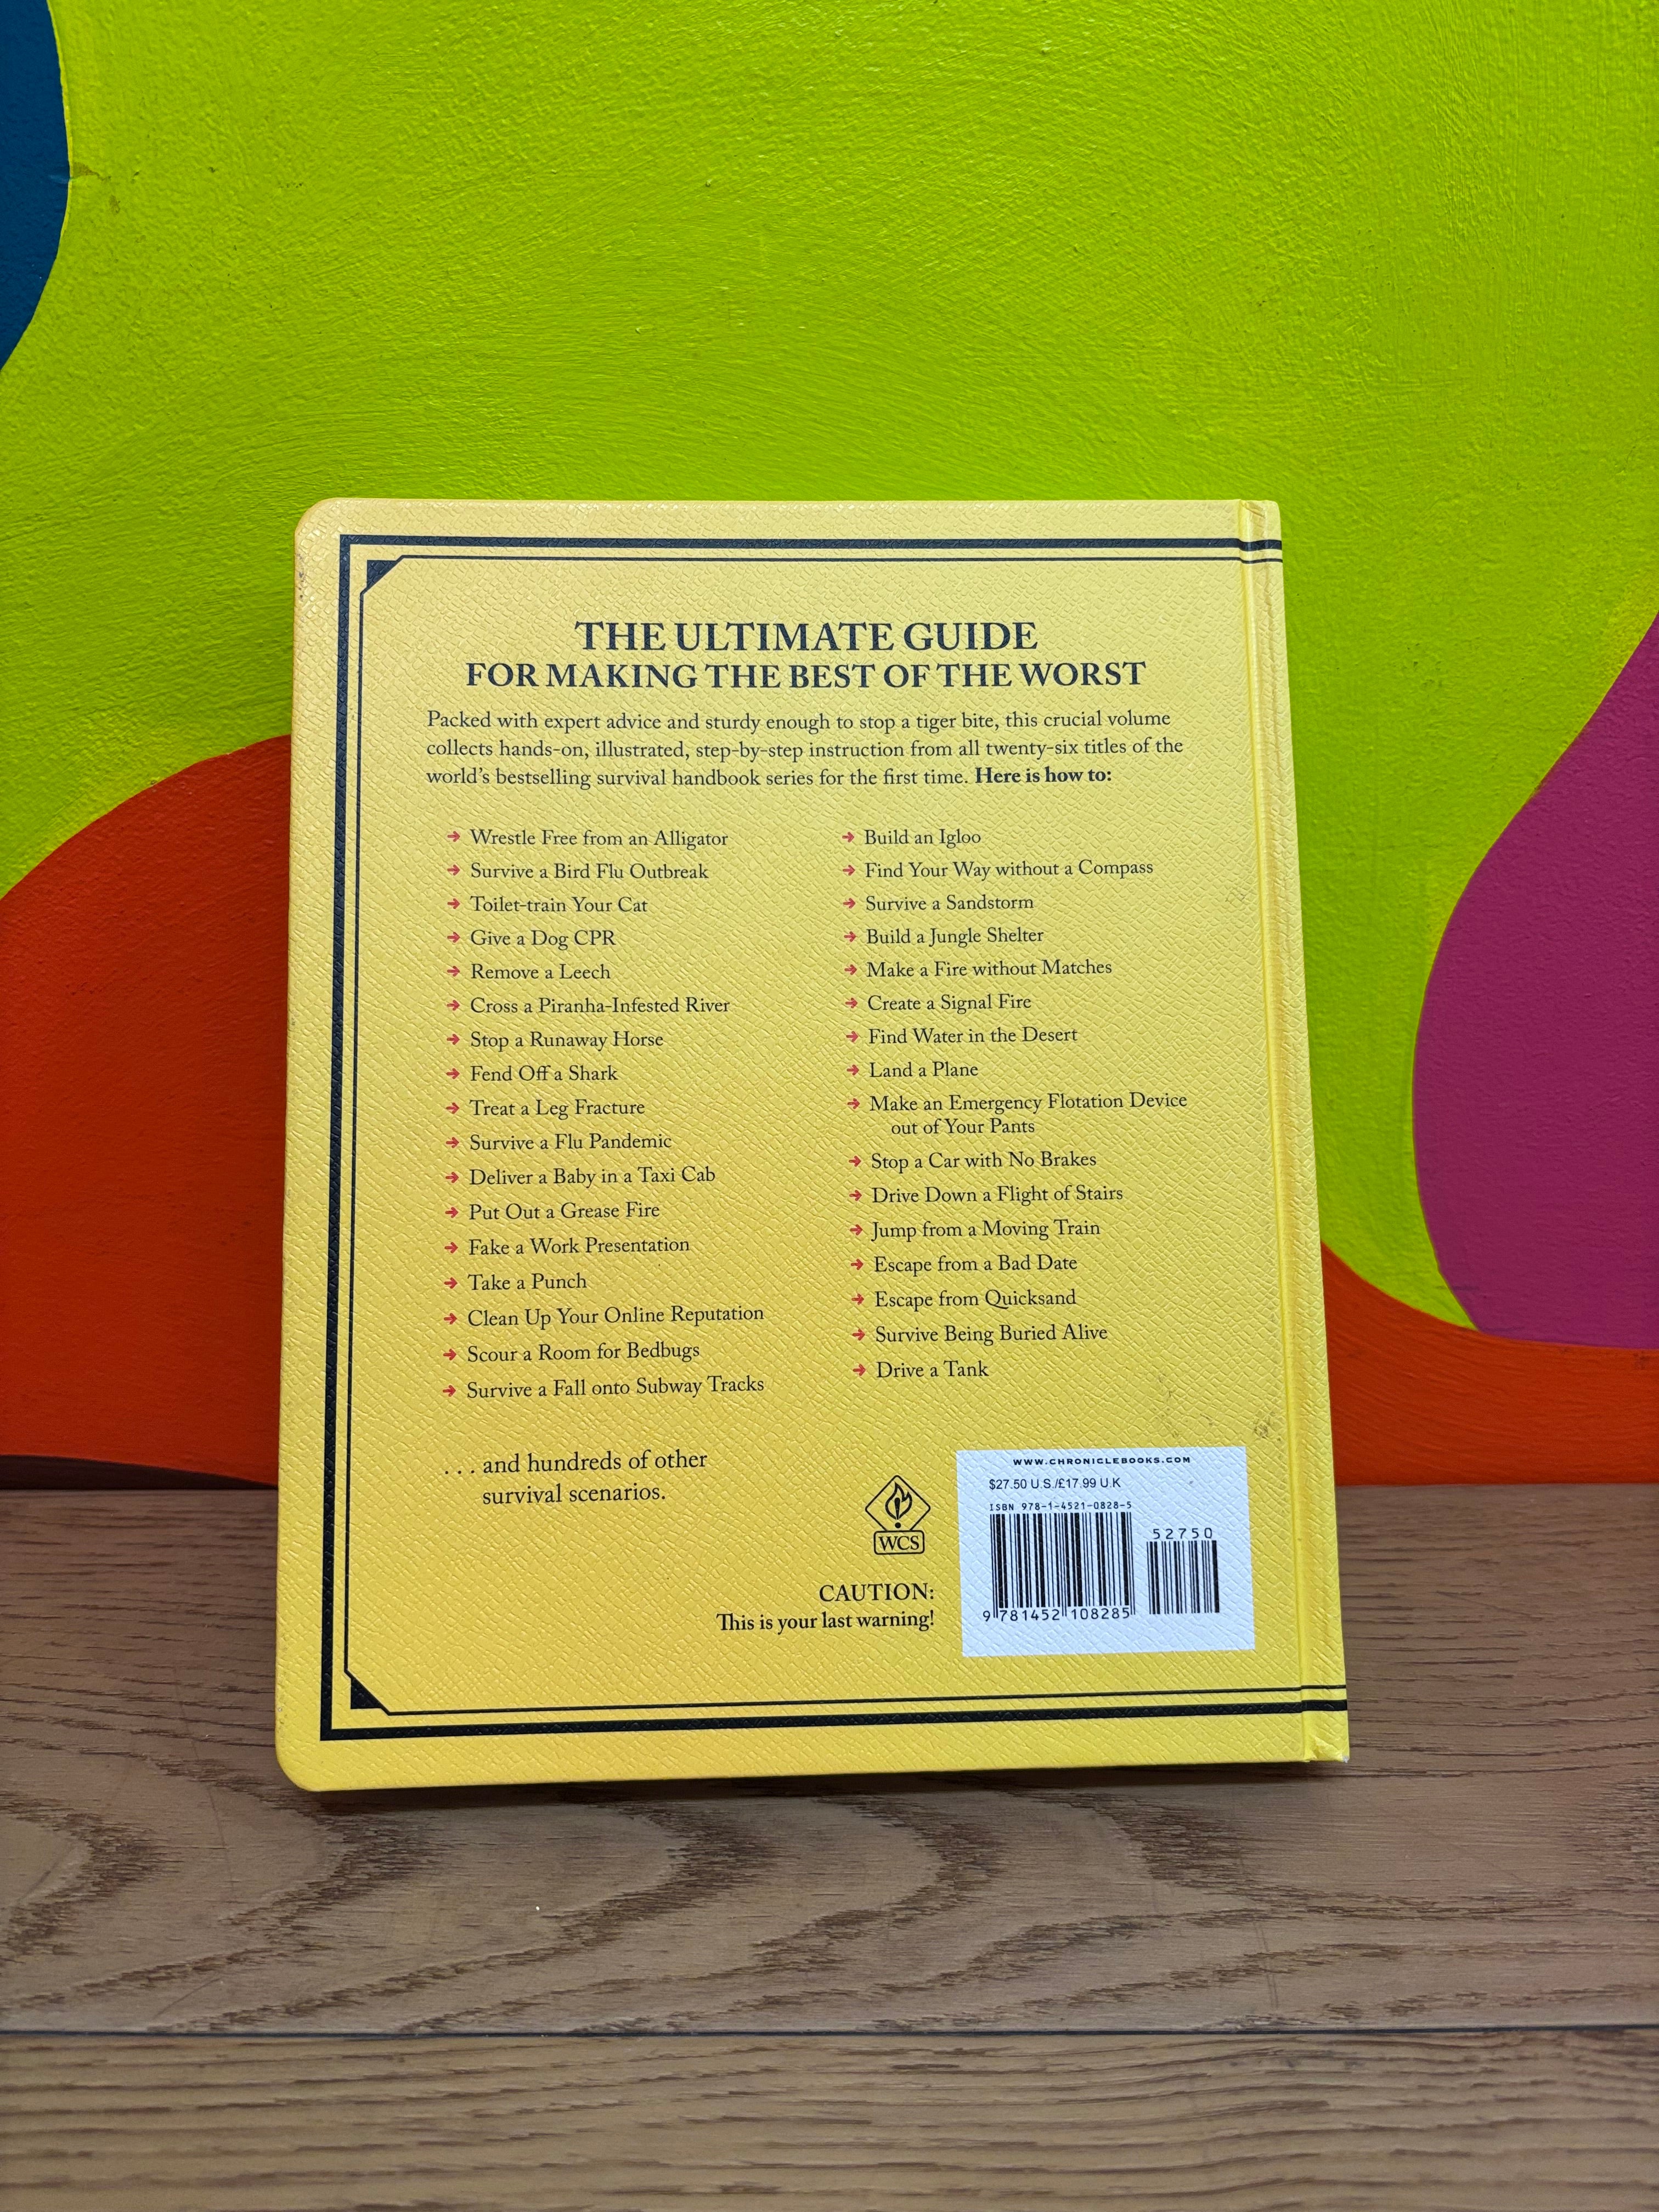 THE ULTIMATE GUIDE
FOR MAKING THE BEST OF THE WORST
Packed with expert advice and sturdy enough to stop a tiger bite, this crucial volume
collects hands-on, illustrated, step-by-step instruction from all twenty-six titles of the
world's bestselling survival handbook series for the first time. Here is how to:
→ Wrestle Free from an Alligator
→ Survive a Bird Flu Outbreak
→ Toilet-train Your Cat
→ Give a Dog CPR
→ Remove a Leech
→ Cross a Piranha-Infested River
→ Stop a Runaway Horse
→ Fend Off a Shark
→ Treat a Leg Fracture
→ Survive a Flu Pandemic
→ Deliver a Baby in a Taxi Cab
→ Put Out a Grease Fire
→ Fake a Work Presentation
→ Take a Punch
→ Clean Up Your Online Reputation
→ Scour a Room for Bedbugs
→ Survive a Fall onto Subway Tracks
→ Build an Igloo
→ Find Your Way without a Compass
→ Survive a Sandstorm
→ Build a Jungle Shelter
→ Make a Fire without Matches
→ Create a Signal Fire
→ Find Water in the Desert
→ Land a Plane
→ Make an Emergency Flotation Device
out of Your Pants
→ Stop a Car with No Brakes
→ Drive Down a Flight of Stairs
→ Jump from a Moving Train
→ Escape from a Bad Date
→ Escape from Quicksand
→ Survive Being Buried Alive
→ Drive a Tank
. . . and hundreds of other
survival scenarios.
WCS
CAUTION:
This is your last warning!
WWW.CHRONICLEBOOKS.COM
$27.50 U.S./£17.99 U.K
ISBN 978-1-4521-0828-5
52750
9 781452 108285